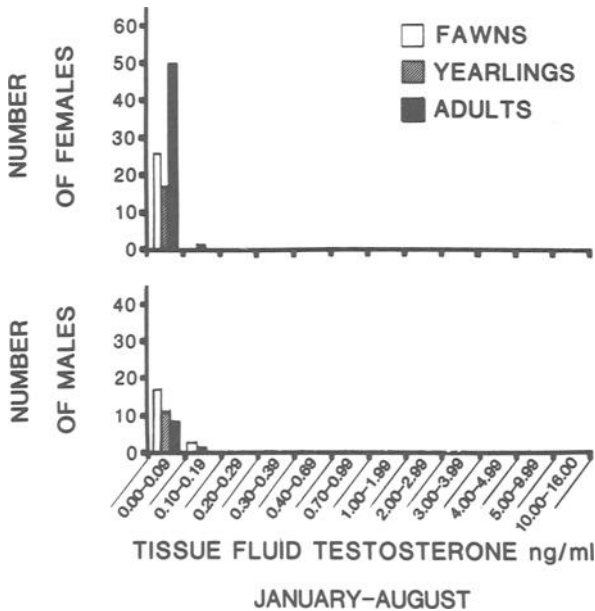 NUMBER
OF FEMALES
60
50
40
30
20
10
0
FAWNS
YEARLINGS
ADULTS
NUMBER
OF MALES
40
30
20
10
0
0.00–0.09
0.10–0.19
0.20–0.29
0.30–0.39
0.40–0.69
0.70–0.99
1.00–1.99
2.00–2.99
3.00–3.99
4.00–4.99
5.00–9.99
10.00–16.00
TISSUE FLUID TESTOSTERONE ng/ml
JANUARY–AUGUST